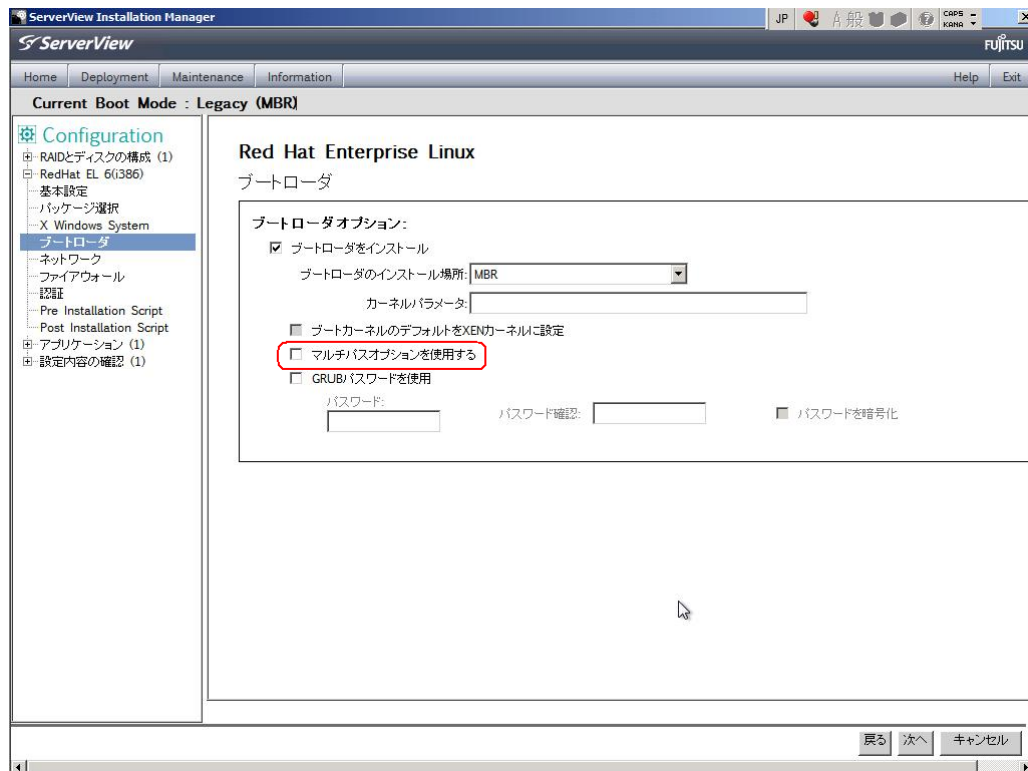 ServerView Installation Manager
JP A 般 CAPS KANA
ServerView FUJITSU
Home Deployment Maintenance Information Help Exit
Current Boot Mode : Legacy (MBR)
Configuration
RAIDとディスクの構成 (1)
RedHat EL 6(i386)
基本設定
パッケージ選択
X Windows System
ブートローダ
ネットワーク
ファイアウォール
認証
Pre Installation Script
Post Installation Script
アプリケーション (1)
設定内容の確認 (1)
Red Hat Enterprise Linux
ブートローダ
ブートローダオプション:
ブートローダをインストール
ブートローダのインストール場所: MBR
カーネルパラメータ:
ブートカーネルのデフォルトをXENカーネルに設定
マルチパスオプションを使用する
GRUBパスワードを使用
パスワード:
パスワード確認:
パスワードを暗号化
戻る 次へ キャンセル